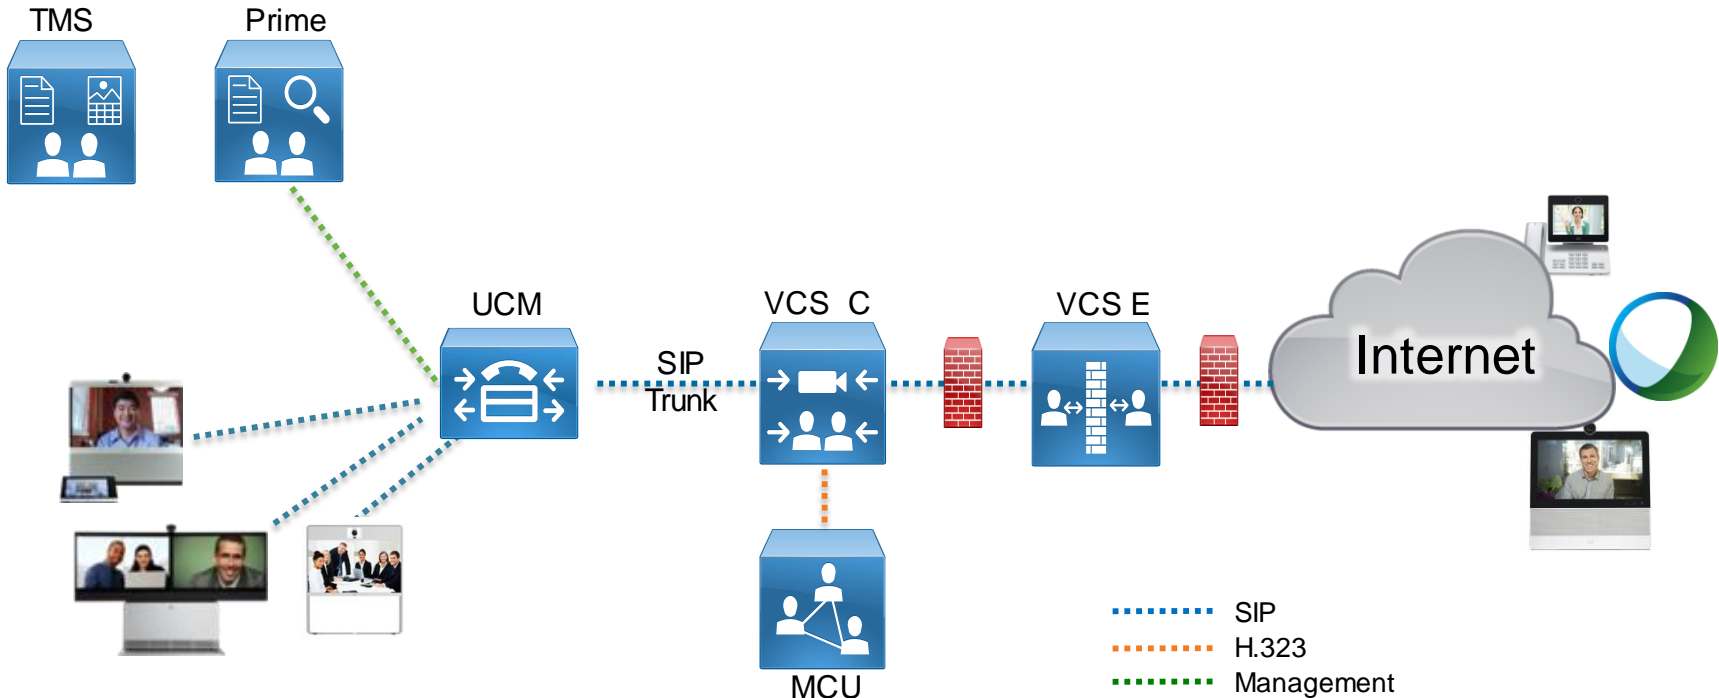 TMS
Prime
UCM
VCS C
VCS E
SIP
Trunk
Internet
MCU
SIP
H.323
Management